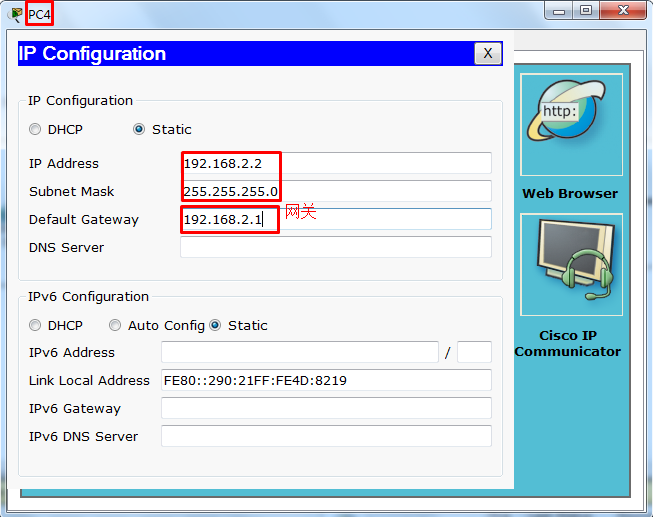 PC4
IP Configuration
X
IP Configuration
DHCP Static
IP Address 192.168.2.2
Subnet Mask 255.255.255.0
Default Gateway 192.168.2.1 网关
DNS Server
IPv6 Configuration
DHCP Auto Config Static
IPv6 Address /
Link Local Address FE80::290:21FF:FE4D:8219
IPv6 Gateway
IPv6 DNS Server
http:
Web Browser
Cisco IP
Communicator